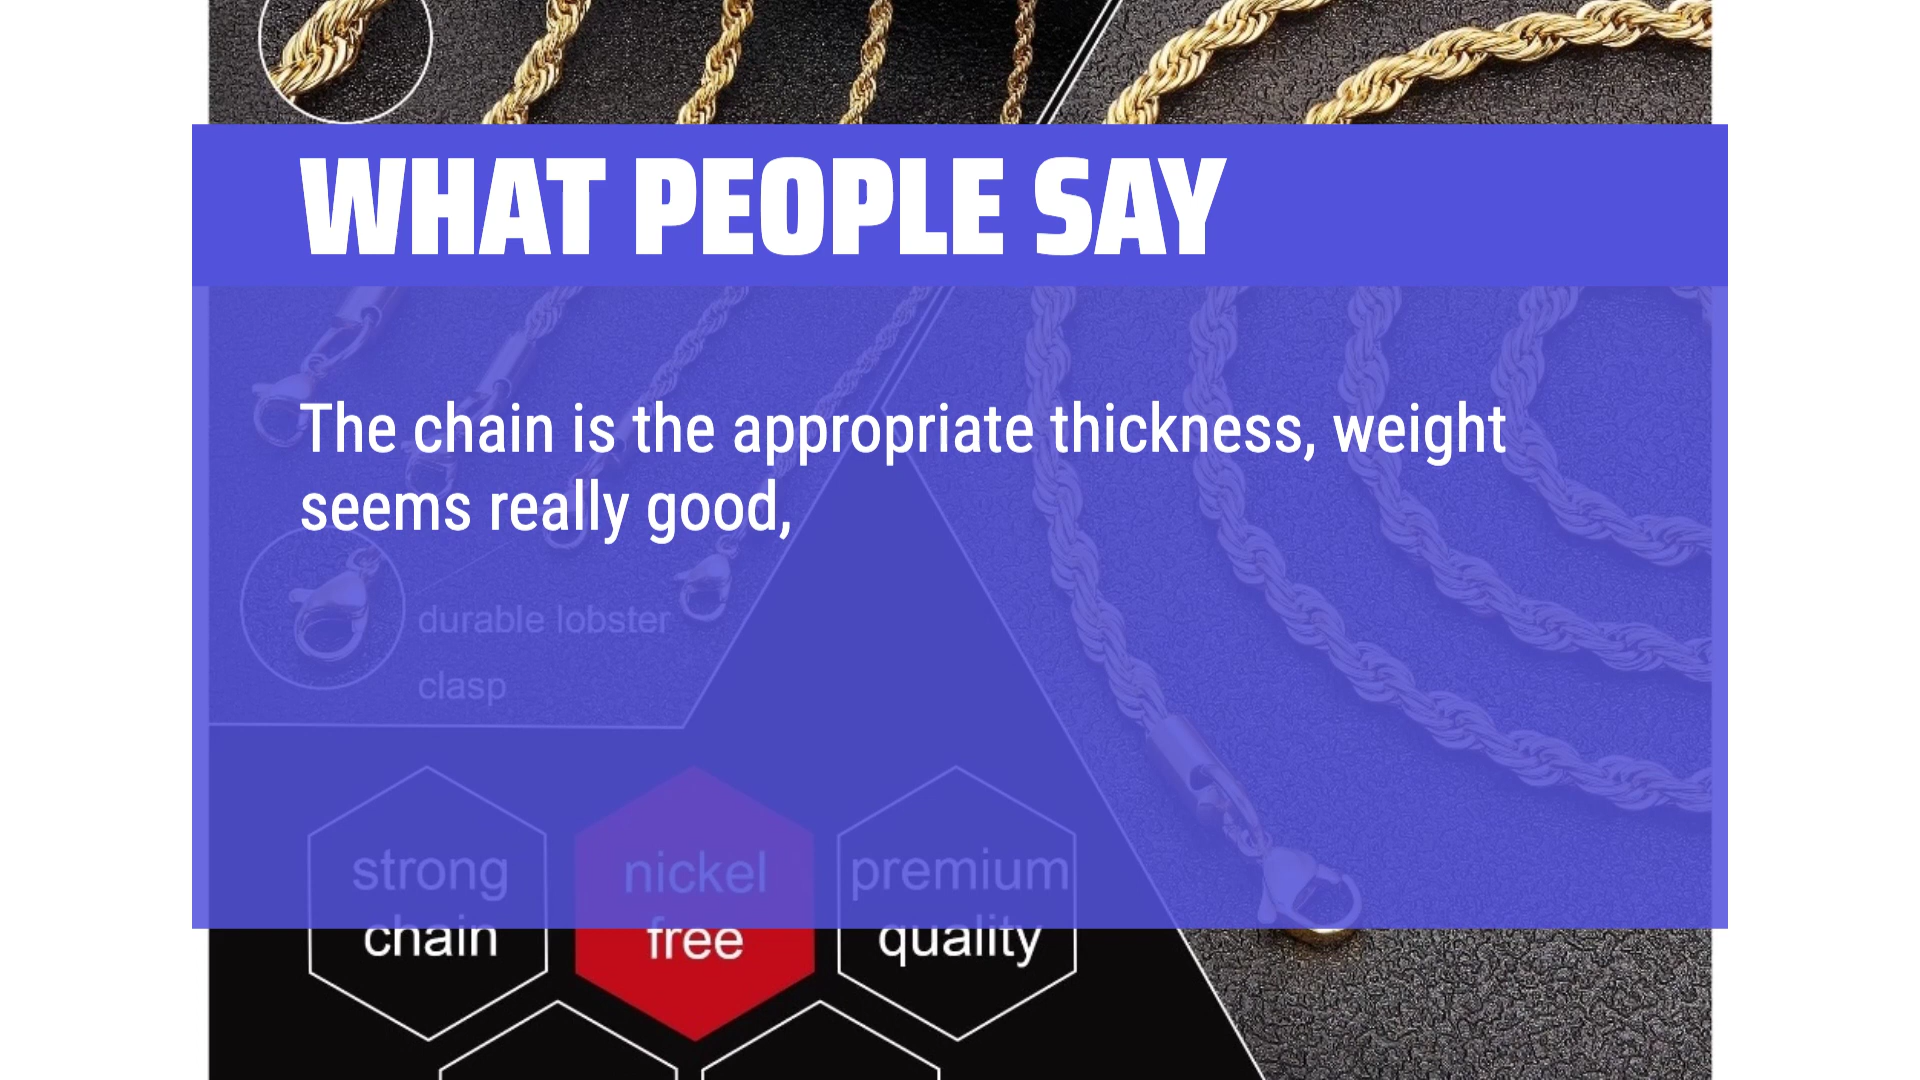 WHAT PEOPLE SAY
The chain is the appropriate thickness, weight
seems really good,
durable lobster
clasp
strong
chain
nickel
free
premium
quality